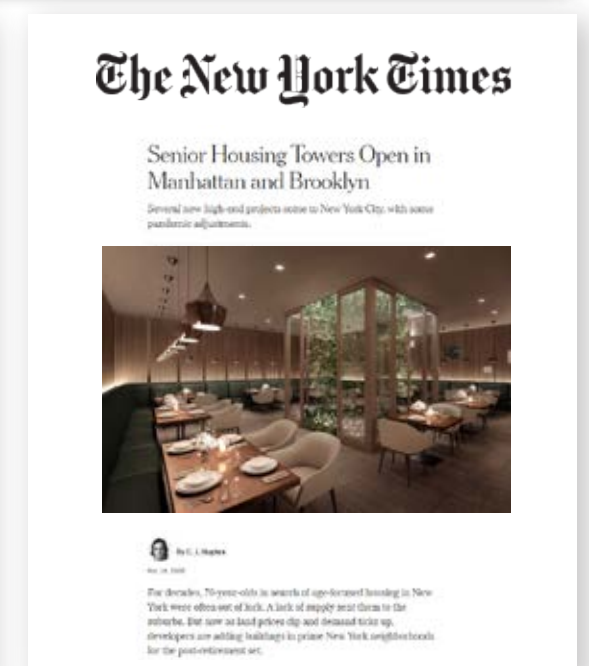 The New York Times
Senior Housing Towers Open in
Manhattan and Brooklyn
Several new high-end projects come to New York City, with some
pandemic adjustments.
By C. J. Hughes
For decades, 70-year-olds in search of age-focused housing in New
York were often out of luck. A lack of supply sent them to the
suburbs. But now as land prices dip and demand ticks up,
developers are adding buildings in prime New York neighborhoods
for the post-retirement set.